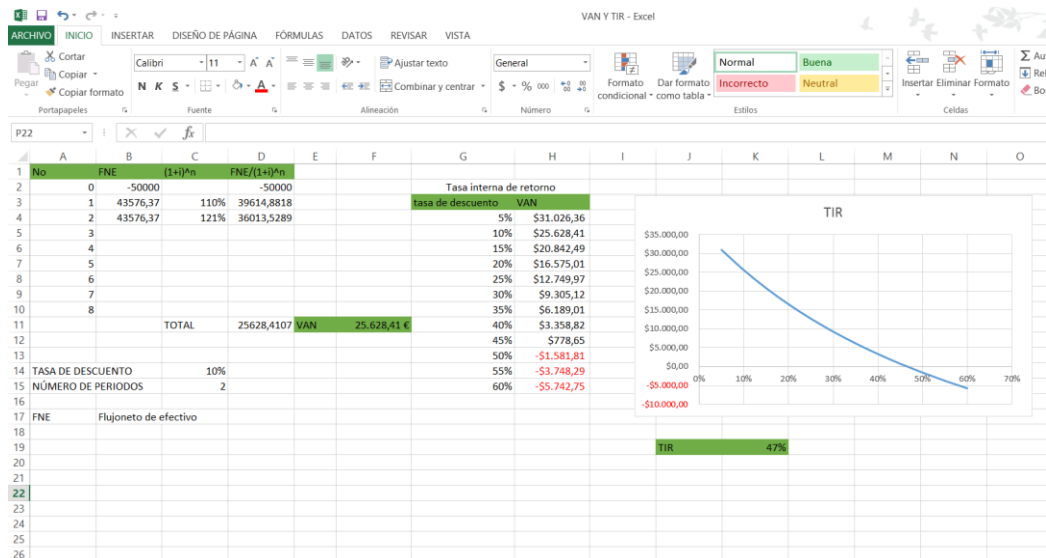 VAN Y TIR - Excel
ARCHIVO INICIO INSERTAR DISEÑO DE PÁGINA FÓRMULAS DATOS REVISAR VISTA
Pegar
Cortar
Copiar
Copiar formato
Portapapeles
Calibri 11
N K S
Fuente
Ajustar texto
Combinar y centrar
Alineación
General
$ % 000
Número
Formato condicional
Dar formato como tabla
Normal Buena
Incorrecto Neutral
Estilos
Insertar Eliminar Formato
Celdas
P22 fx
A B C D E F G H I J K L M N O
1 No FNE (1+i)^n FNE/(1+i)^n
2 0 -50000 -50000 Tasa interna de retorno
3 1 43576,37 110% 39614,8818 tasa de descuento VAN
4 2 43576,37 121% 36013,5289 5% $31.026,36
5 3 10% $25.628,41
6 4 15% $20.842,49
7 5 20% $16.575,01
8 6 25% $12.749,97
9 7 30% $9.305,12
10 8 35% $6.189,01
11 TOTAL 25628,4107 VAN 25.628,41 € 40% $3.358,82
12 45% $778,65
13 50% -$1.581,81
14 TASA DE DESCUENTO 10% 55% -$3.748,29
15 NÚMERO DE PERIODOS 2 60% -$5.742,75
16
17 FNE Flujoneto de efectivo
18
19 TIR 47%
20
21
22
23
24
25
26
TIR
$35.000,00
$30.000,00
$25.000,00
$20.000,00
$15.000,00
$10.000,00
$5.000,00
$0,00
-$5.000,00
-$10.000,00
0% 10% 20% 30% 40% 50% 60% 70%